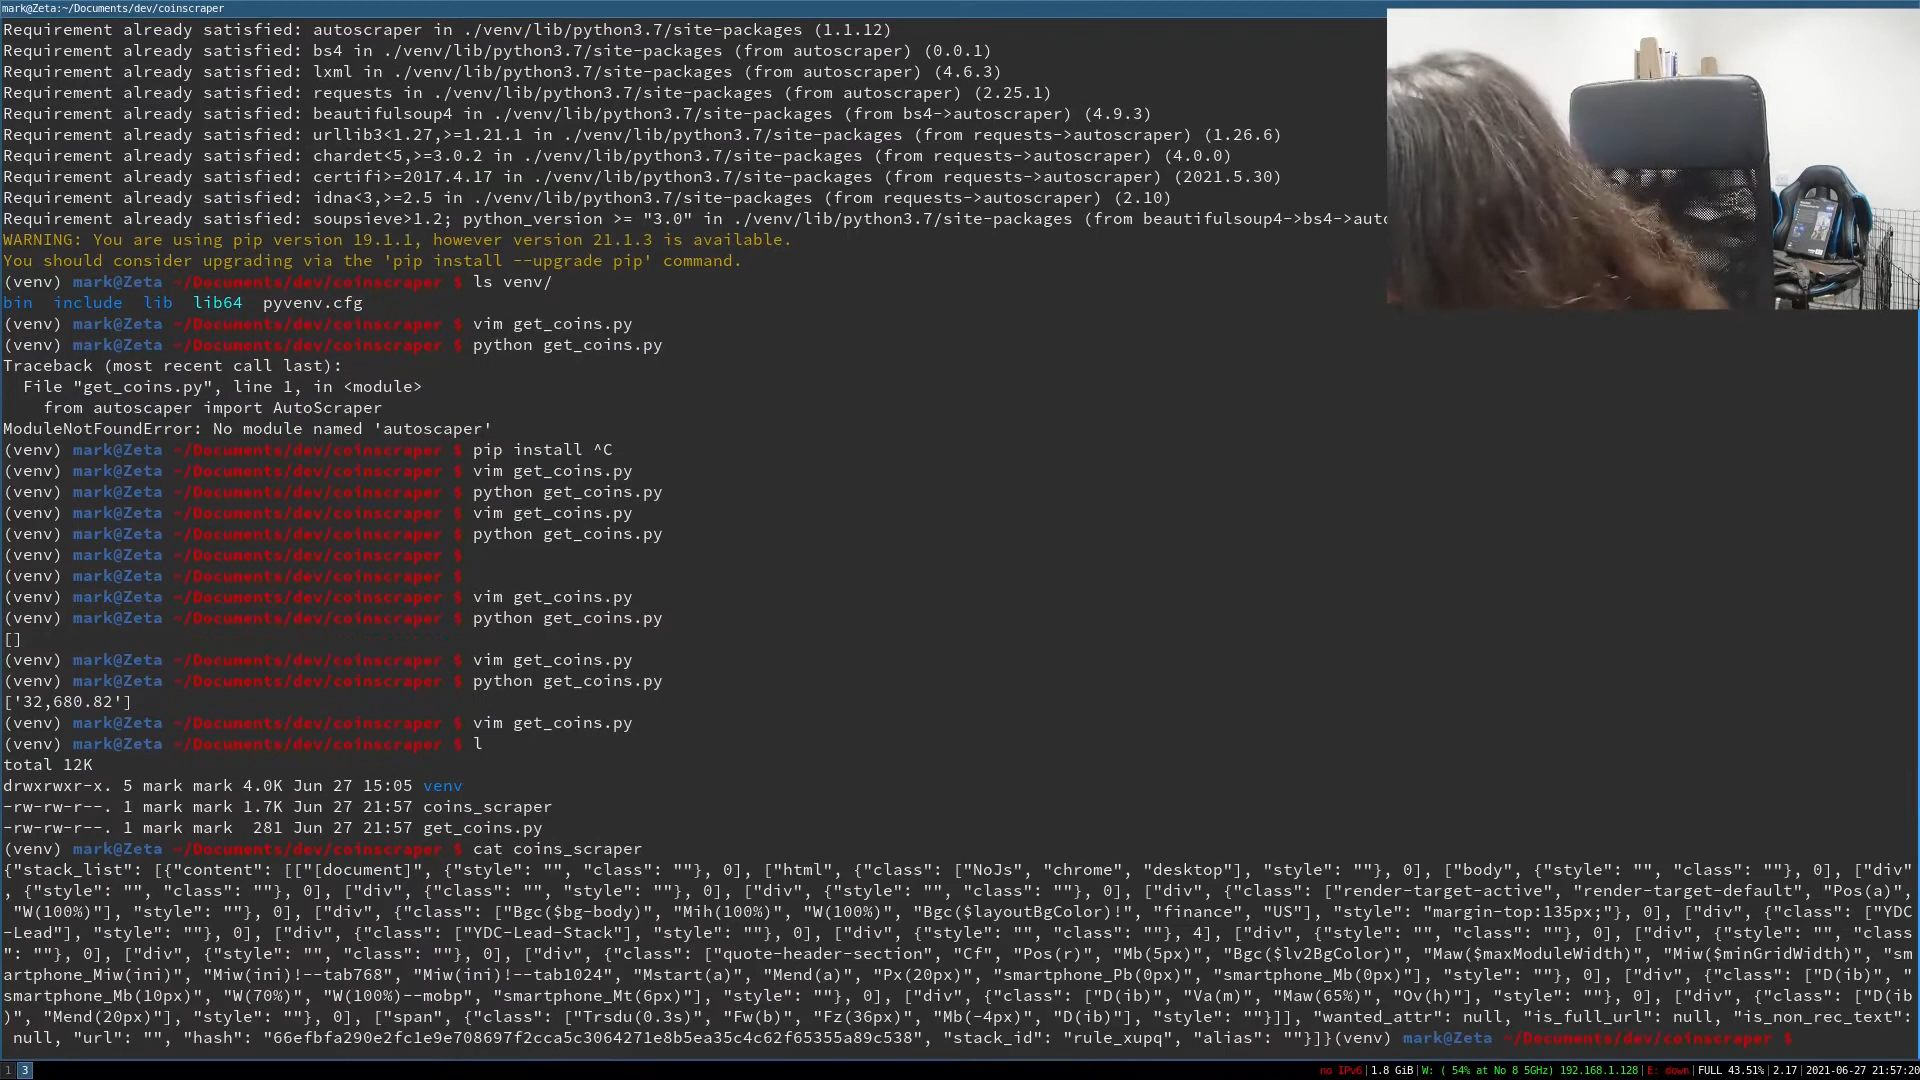 mark@Zeta:~/Documents/dev/coinscraper
Requirement already satisfied: autoscraper in ./venv/lib/python3.7/site-packages (1.1.12)
Requirement already satisfied: bs4 in ./venv/lib/python3.7/site-packages (from autoscraper) (0.0.1)
Requirement already satisfied: lxml in ./venv/lib/python3.7/site-packages (from autoscraper) (4.6.3)
Requirement already satisfied: requests in ./venv/lib/python3.7/site-packages (from autoscraper) (2.25.1)
Requirement already satisfied: beautifulsoup4 in ./venv/lib/python3.7/site-packages (from bs4->autoscraper) (4.9.3)
Requirement already satisfied: urllib3<1.27,>=1.21.1 in ./venv/lib/python3.7/site-packages (from requests->autoscraper) (1.26.6)
Requirement already satisfied: chardet<5,>=3.0.2 in ./venv/lib/python3.7/site-packages (from requests->autoscraper) (4.0.0)
Requirement already satisfied: certifi>=2017.4.17 in ./venv/lib/python3.7/site-packages (from requests->autoscraper) (2021.5.30)
Requirement already satisfied: idna<3,>=2.5 in ./venv/lib/python3.7/site-packages (from requests->autoscraper) (2.10)
Requirement already satisfied: soupsieve>1.2; python_version >= "3.0" in ./venv/lib/python3.7/site-packages (from beautifulsoup4->bs4->autc
WARNING: You are using pip version 19.1.1, however version 21.1.3 is available.
You should consider upgrading via the 'pip install --upgrade pip' command.
(venv) mark@Zeta ~/Documents/dev/coinscraper $ ls venv/
bin  include  lib  lib64  pyvenv.cfg
(venv) mark@Zeta ~/Documents/dev/coinscraper $ vim get_coins.py
(venv) mark@Zeta ~/Documents/dev/coinscraper $ python get_coins.py
Traceback (most recent call last):
  File "get_coins.py", line 1, in <module>
    from autoscaper import AutoScraper
ModuleNotFoundError: No module named 'autoscaper'
(venv) mark@Zeta ~/Documents/dev/coinscraper $ pip install ^C
(venv) mark@Zeta ~/Documents/dev/coinscraper $ vim get_coins.py
(venv) mark@Zeta ~/Documents/dev/coinscraper $ python get_coins.py
(venv) mark@Zeta ~/Documents/dev/coinscraper $ vim get_coins.py
(venv) mark@Zeta ~/Documents/dev/coinscraper $ python get_coins.py
(venv) mark@Zeta ~/Documents/dev/coinscraper $
(venv) mark@Zeta ~/Documents/dev/coinscraper $
(venv) mark@Zeta ~/Documents/dev/coinscraper $ vim get_coins.py
(venv) mark@Zeta ~/Documents/dev/coinscraper $ python get_coins.py
[]
(venv) mark@Zeta ~/Documents/dev/coinscraper $ vim get_coins.py
(venv) mark@Zeta ~/Documents/dev/coinscraper $ python get_coins.py
['32,680.82']
(venv) mark@Zeta ~/Documents/dev/coinscraper $ vim get_coins.py
(venv) mark@Zeta ~/Documents/dev/coinscraper $ l
total 12K
drwxrwxr-x. 5 mark mark 4.0K Jun 27 15:05 venv
-rw-rw-r--. 1 mark mark 1.7K Jun 27 21:57 coins_scraper
-rw-rw-r--. 1 mark mark  281 Jun 27 21:57 get_coins.py
(venv) mark@Zeta ~/Documents/dev/coinscraper $ cat coins_scraper
{"stack_list": [{"content": [["[document]", {"style": "", "class": ""}, 0], ["html", {"class": ["NoJs", "chrome", "desktop"], "style": ""}, 0], ["body", {"style": "", "class": ""}, 0], ["div"
, {"style": "", "class": ""}, 0], ["div", {"class": "", "style": ""}, 0], ["div", {"style": "", "class": ""}, 0], ["div", {"class": ["render-target-active", "render-target-default", "Pos(a)",
 "W(100%)"], "style": ""}, 0], ["div", {"class": ["Bgc($bg-body)", "Mih(100%)", "W(100%)", "Bgc($layoutBgColor)!", "finance", "US"], "style": "margin-top:135px;"}, 0], ["div", {"class": ["YDC
-Lead"], "style": ""}, 0], ["div", {"class": ["YDC-Lead-Stack"], "style": ""}, 0], ["div", {"style": "", "class": ""}, 4], ["div", {"style": "", "class": ""}, 0], ["div", {"style": "", "class
": ""}, 0], ["div", {"style": "", "class": ""}, 0], ["div", {"class": ["quote-header-section", "Cf", "Pos(r)", "Mb(5px)", "Bgc($lv2BgColor)", "Maw($maxModuleWidth)", "Miw($minGridWidth)", "sm
artphone_Miw(ini)", "Miw(ini)!--tab768", "Miw(ini)!--tab1024", "Mstart(a)", "Mend(a)", "Px(20px)", "smartphone_Pb(0px)", "smartphone_Mb(0px)"], "style": ""}, 0], ["div", {"class": ["D(ib)", "
smartphone_Mb(10px)", "W(70%)", "W(100%)--mobp", "smartphone_Mt(6px)"], "style": ""}, 0], ["div", {"class": ["D(ib)", "Va(m)", "Maw(65%)", "Ov(h)"], "style": ""}, 0], ["div", {"class": ["D(ib
)", "Mend(20px)"], "style": ""}, 0], ["span", {"class": ["Trsdu(0.3s)", "Fw(b)", "Fz(36px)", "Mb(-4px)", "D(ib)"], "style": ""}]], "wanted_attr": null, "is_full_url": null, "is_non_rec_text":
 null, "url": "", "hash": "66efbfa290e2fc1e9e708697f2cca5c3064271e8b5ea35c4c62f65355a89c538", "stack_id": "rule_xupq", "alias": ""}]}(venv) mark@Zeta ~/Documents/dev/coinscraper $
1 3 no IPv6|1.8 GiB|W: ( 54% at No 8 5GHz) 192.168.1.128|E: down|FULL 43.51%|2.17|2021-06-27 21:57:20